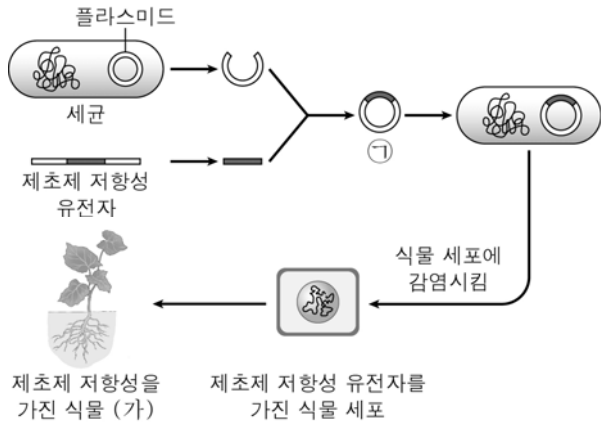 플라스미드
세균
㉠
제초제 저항성
유전자
식물 세포에
감염시킴
제초제 저항성을
가진 식물 (가)
제초제 저항성 유전자를
가진 식물 세포